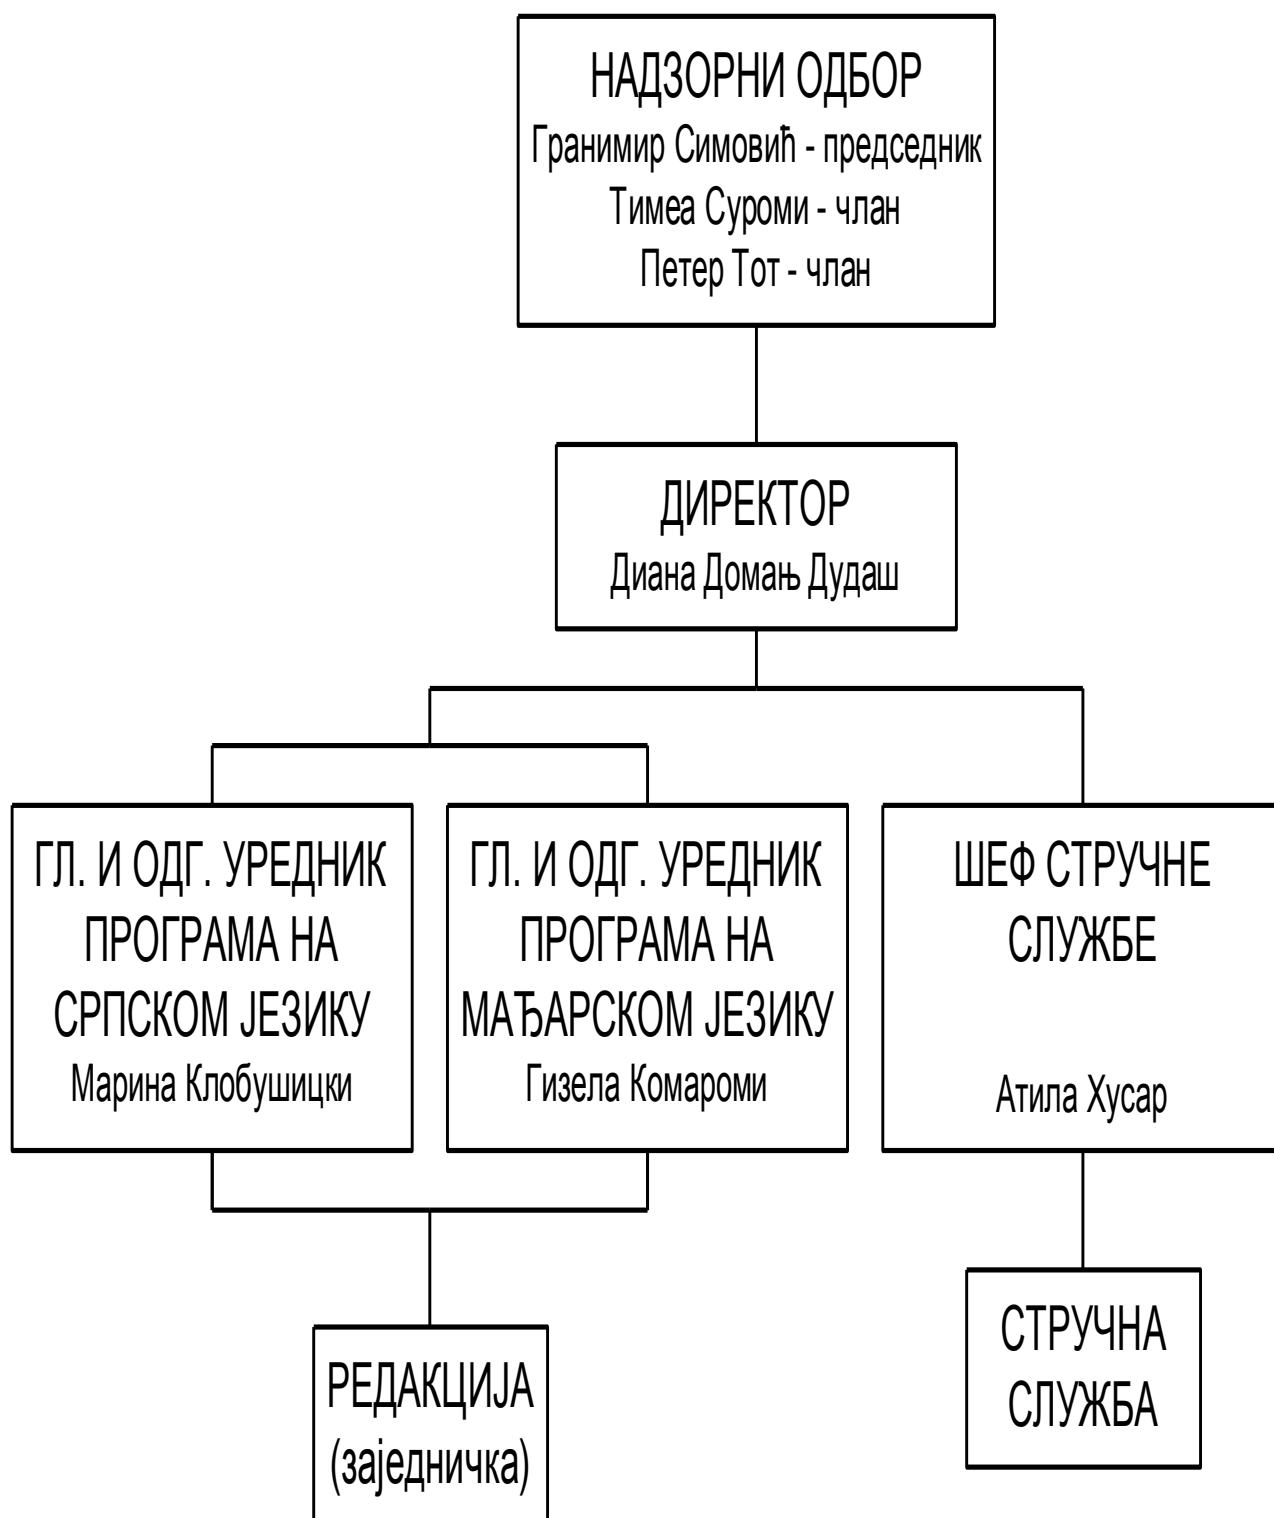 НАДЗОРНИ ОДБОР
Гранимир Симовић - председник
Тимеа Суроми - члан
Петер Тот - члан
ДИРЕКТОР
Диана Домањ Дудаш
ГЛ. И ОДГ. УРЕДНИК
ПРОГРАМА НА
СРПСКОМ ЈЕЗИКУ
Марина Клобушицки
ГЛ. И ОДГ. УРЕДНИК
ПРОГРАМА НА
МАЂАРСКОМ ЈЕЗИКУ
Гизела Комароми
ШЕФ СТРУЧНЕ
СЛУЖБЕ
Атила Хусар
РЕДАКЦИЈА
(заједничка)
СТРУЧНА
СЛУЖБА